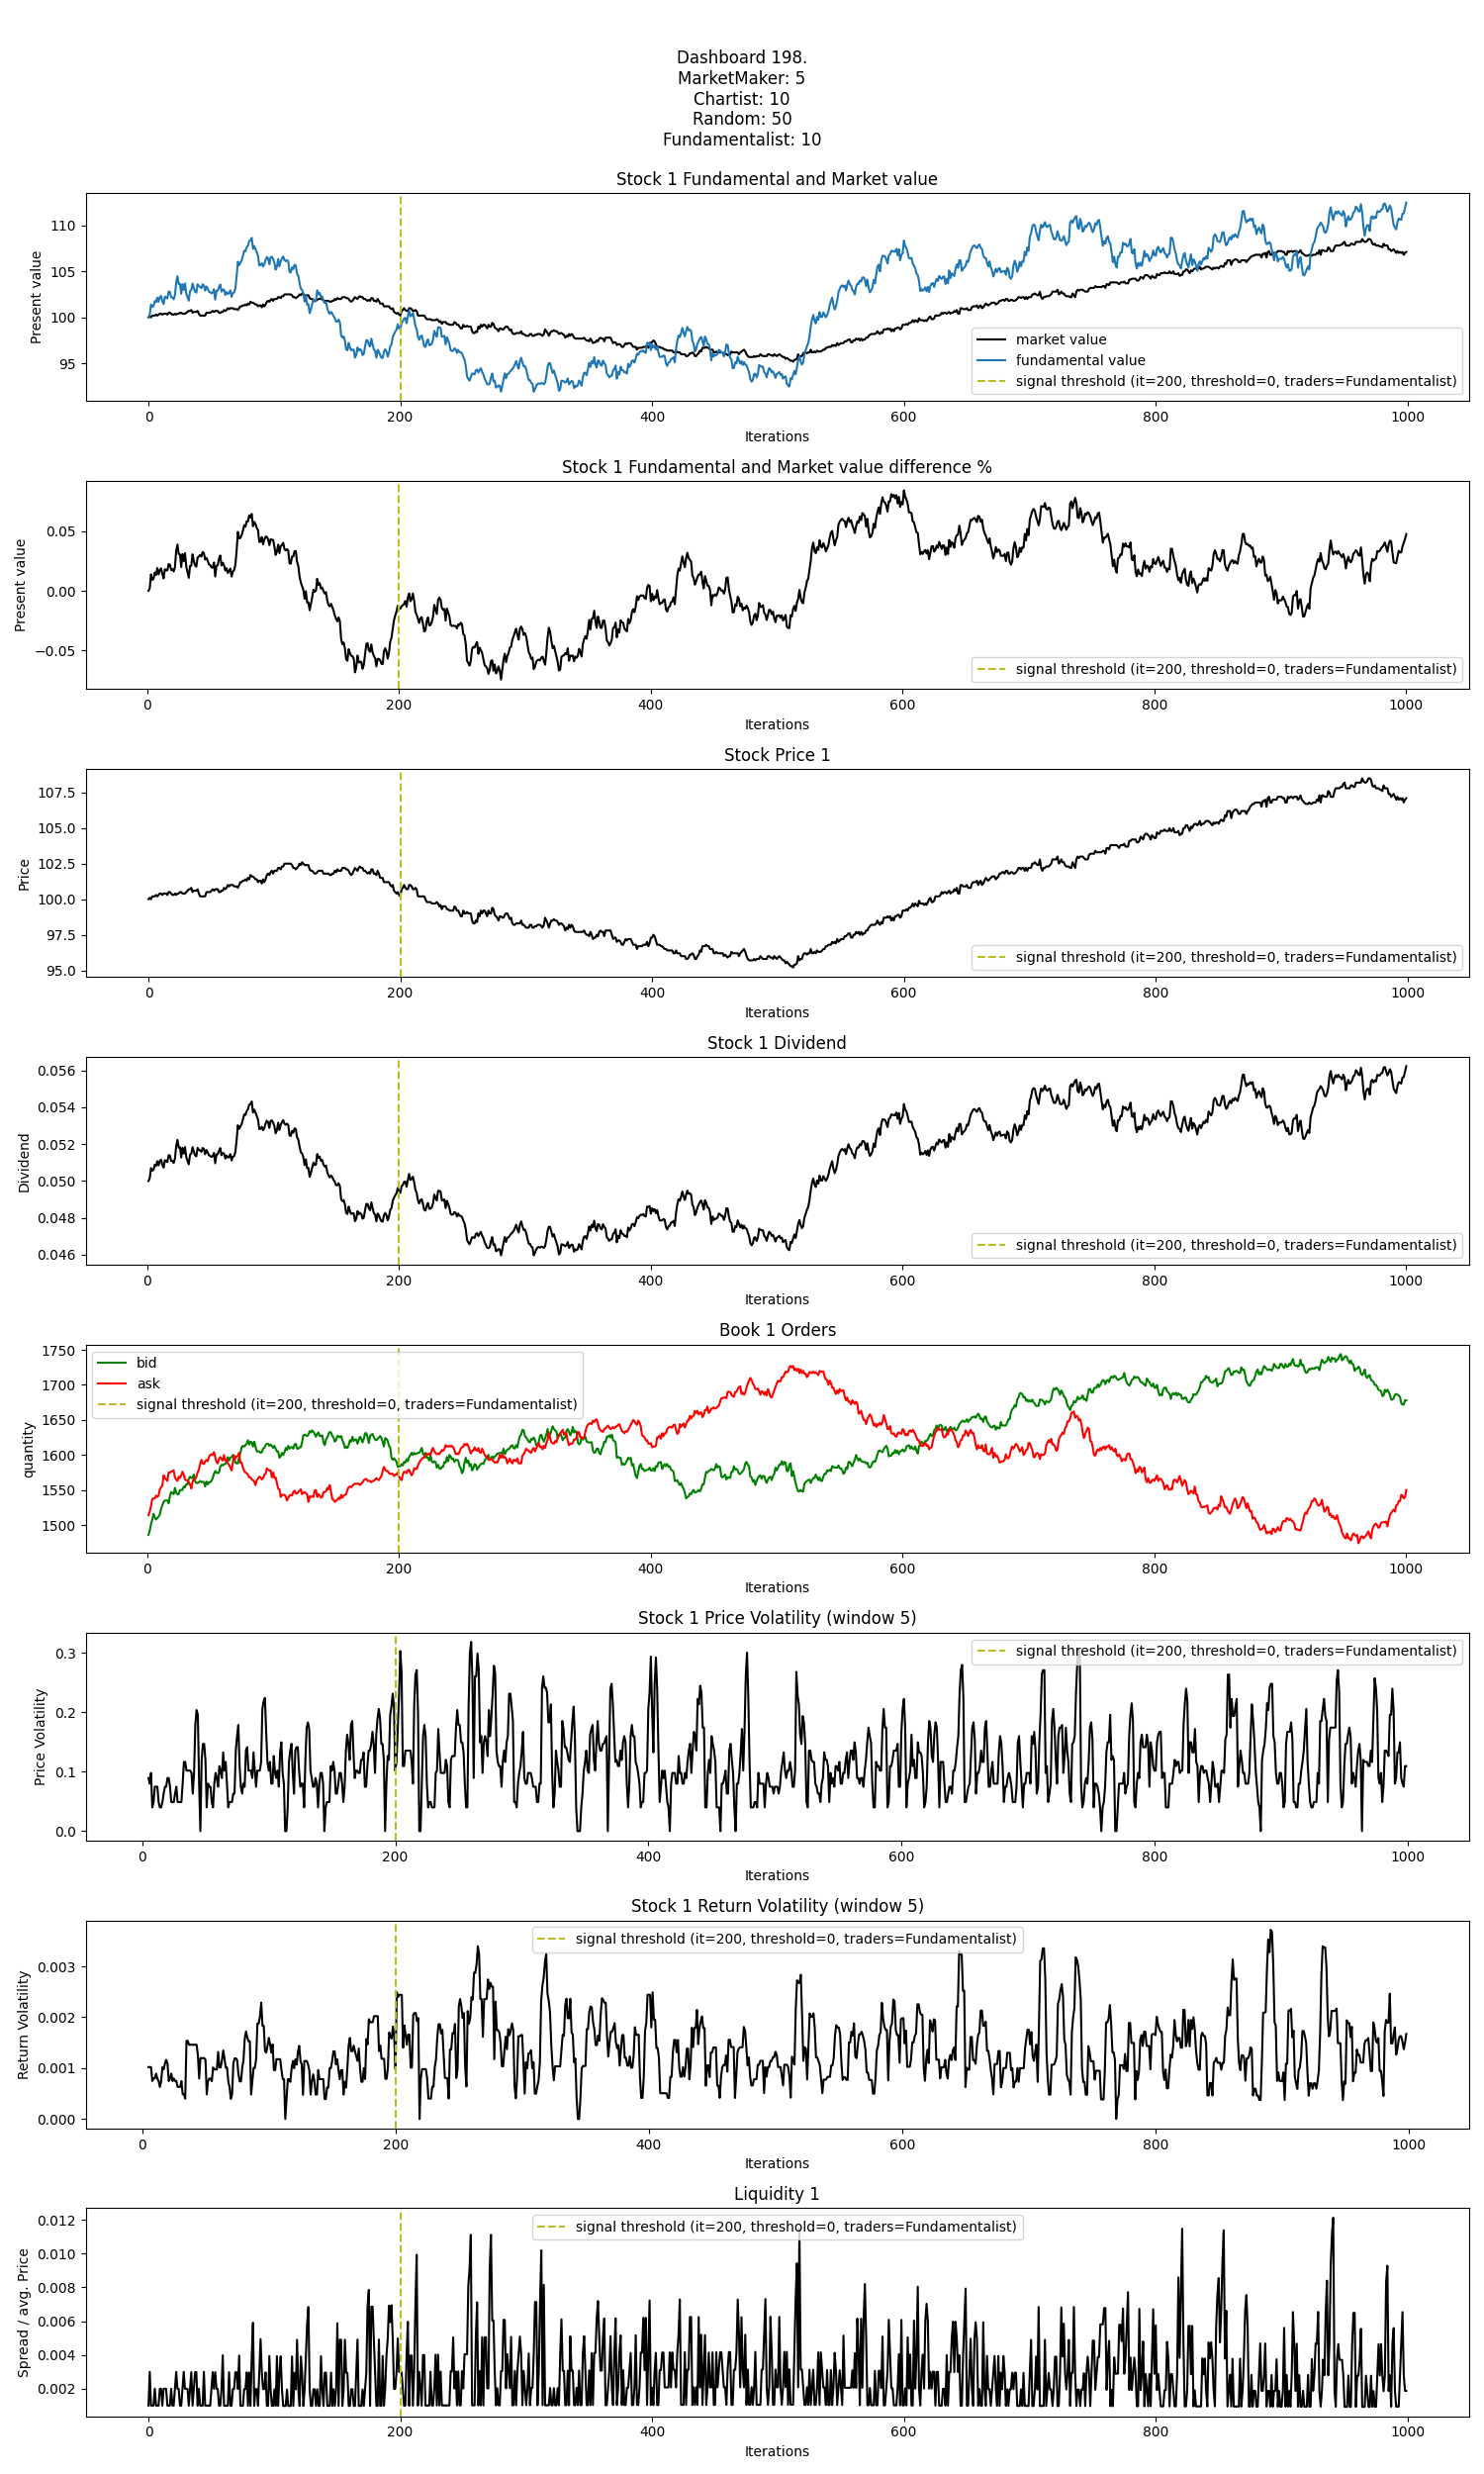 Dashboard 198.
MarketMaker: 5
Chartist: 10
Random: 50
Fundamentalist: 10
Stock 1 Fundamental and Market value
Present value
110
105
100
95
market value
fundamental value
signal threshold (it=200, threshold=0, traders=Fundamentalist)
0 200 400 600 800 1000
Iterations
Stock 1 Fundamental and Market value difference %
Present value
0.05
0.00
−0.05
signal threshold (it=200, threshold=0, traders=Fundamentalist)
0 200 400 600 800 1000
Iterations
Stock Price 1
Price
107.5
105.0
102.5
100.0
97.5
95.0
signal threshold (it=200, threshold=0, traders=Fundamentalist)
0 200 400 600 800 1000
Iterations
Stock 1 Dividend
Dividend
0.056
0.054
0.052
0.050
0.048
0.046
signal threshold (it=200, threshold=0, traders=Fundamentalist)
0 200 400 600 800 1000
Iterations
Book 1 Orders
quantity
1750
1700
1650
1600
1550
1500
bid
ask
signal threshold (it=200, threshold=0, traders=Fundamentalist)
0 200 400 600 800 1000
Iterations
Stock 1 Price Volatility (window 5)
Price Volatility
0.3
0.2
0.1
0.0
signal threshold (it=200, threshold=0, traders=Fundamentalist)
0 200 400 600 800 1000
Iterations
Stock 1 Return Volatility (window 5)
Return Volatility
0.003
0.002
0.001
0.000
signal threshold (it=200, threshold=0, traders=Fundamentalist)
0 200 400 600 800 1000
Iterations
Liquidity 1
Spread / avg. Price
0.012
0.010
0.008
0.006
0.004
0.002
signal threshold (it=200, threshold=0, traders=Fundamentalist)
0 200 400 600 800 1000
Iterations